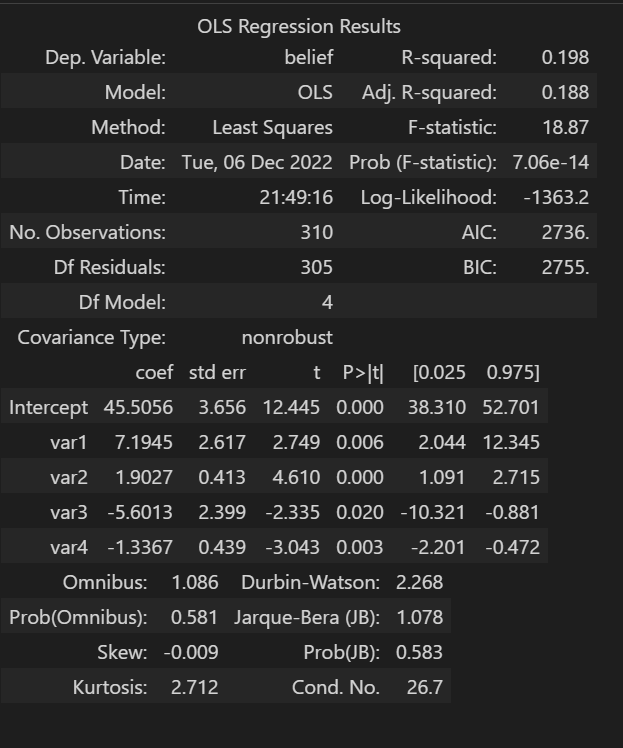 OLS Regression Results
Dep. Variable: belief R-squared: 0.198
Model: OLS Adj. R-squared: 0.188
Method: Least Squares F-statistic: 18.87
Date: Tue, 06 Dec 2022 Prob (F-statistic): 7.06e-14
Time: 21:49:16 Log-Likelihood: -1363.2
No. Observations: 310 AIC: 2736.
Df Residuals: 305 BIC: 2755.
Df Model: 4
Covariance Type: nonrobust
coef std err t P>|t| [0.025 0.975]
Intercept 45.5056 3.656 12.445 0.000 38.310 52.701
var1 7.1945 2.617 2.749 0.006 2.044 12.345
var2 1.9027 0.413 4.610 0.000 1.091 2.715
var3 -5.6013 2.399 -2.335 0.020 -10.321 -0.881
var4 -1.3367 0.439 -3.043 0.003 -2.201 -0.472
Omnibus: 1.086 Durbin-Watson: 2.268
Prob(Omnibus): 0.581 Jarque-Bera (JB): 1.078
Skew: -0.009 Prob(JB): 0.583
Kurtosis: 2.712 Cond. No. 26.7